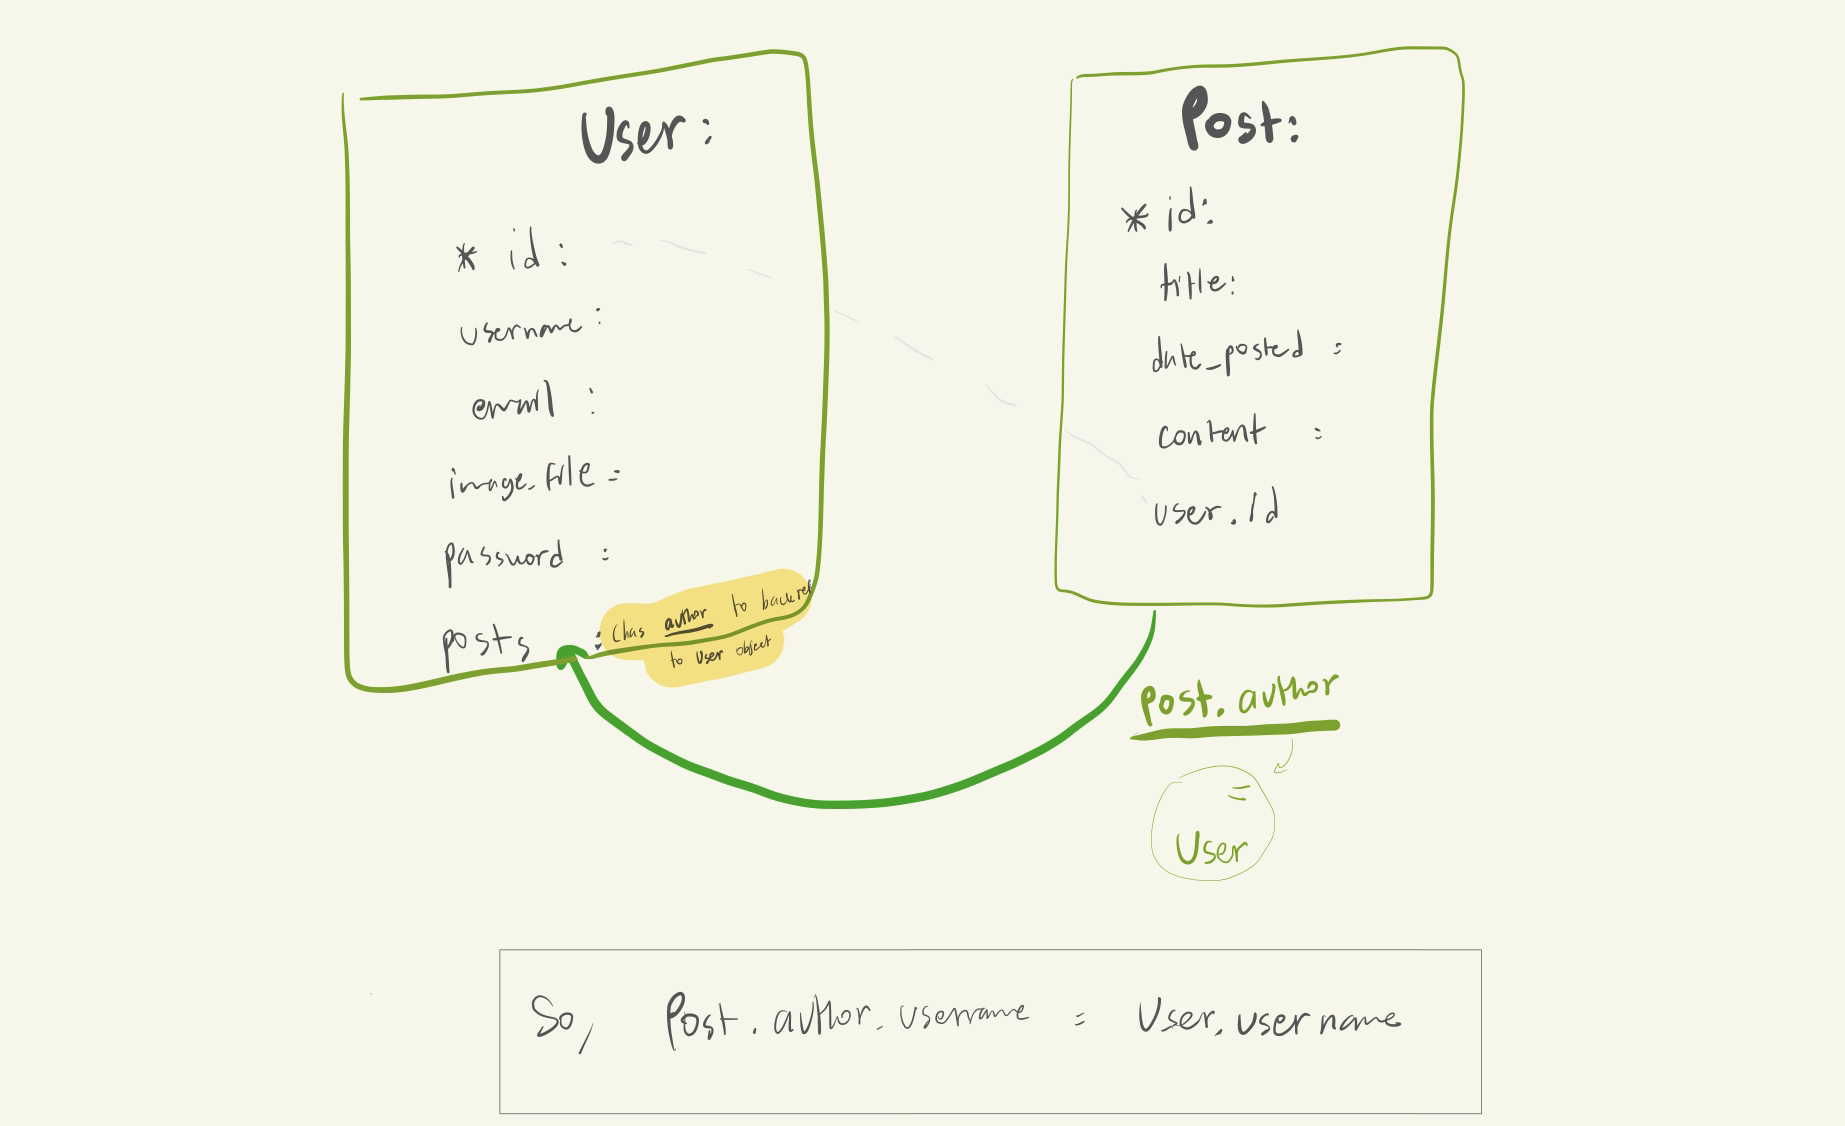 User:
* id:
username:
email :
image_file :
password :
posts :
(has author to backref
to user object
Post:
* id:
title:
date_posted :
content :
user.id
Post.author
=
User
So, Post.author.username = User.username